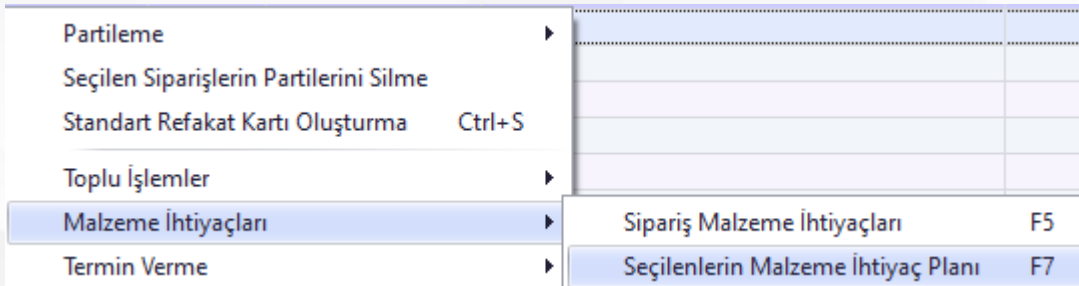 Partileme
Seçilen Siparişlerin Partilerini Silme
Standart Refakat Kartı Oluşturma Ctrl+S
Toplu İşlemler
Malzeme İhtiyaçları
Sipariş Malzeme İhtiyaçları F5
Termin Verme
Seçilenlerin Malzeme İhtiyaç Planı F7